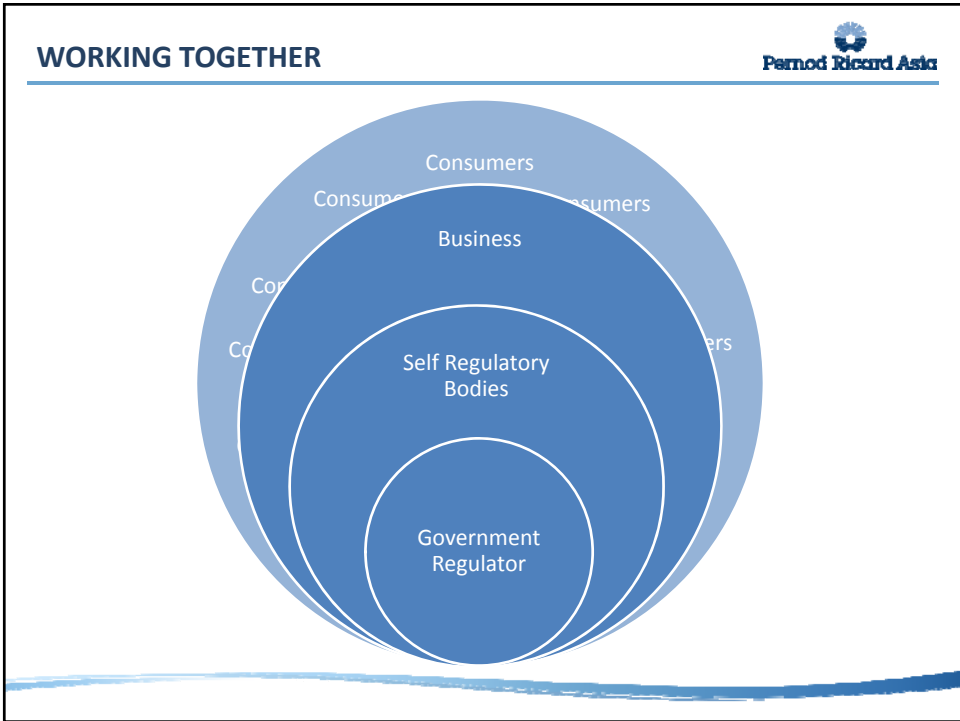 WORKING TOGETHER
Pernod Ricard Asia
Consumers
Business
Self Regulatory
Bodies
Government
Regulator